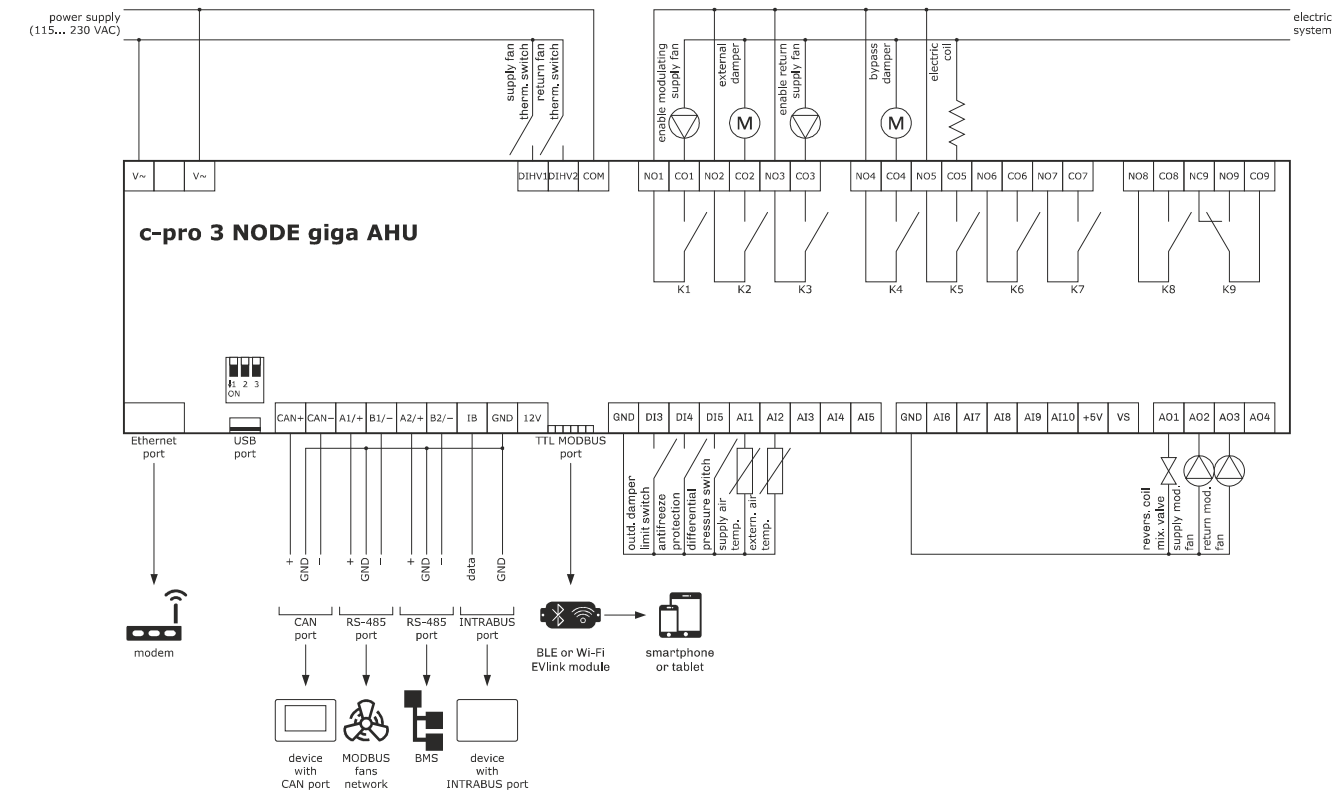 power supply
(115... 230 VAC)
electric
system
supply fan
therm. switch
return fan
therm. switch
enable modulating
supply fan
external
damper
enable return
supply fan
bypass
damper
electric
coil
M
M
V~
V~
DIHV1
DIHV2
COM
NO1
CO1
NO2
CO2
NO3
CO3
NO4
CO4
NO5
CO5
NO6
CO6
NO7
CO7
NO8
CO8
NC9
NO9
CO9
c-pro 3 NODE giga AHU
K1
K2
K3
K4
K5
K6
K7
K8
K9
1 2 3
ON
CAN+
CAN−
A1/+
B1/−
A2/+
B2/−
IB
GND
12V
GND
DI3
DI4
DI5
AI1
AI2
AI3
AI4
AI5
GND
AI6
AI7
AI8
AI9
AI10
+5V
VS
AO1
AO2
AO3
AO4
Ethernet
port
USB
port
TTL MODBUS
port
outd. damper
limit switch
antifreeze
protection
differential
pressure switch
supply air
temp.
extern. air
temp.
revers. coil
mix. valve
supply mod.
fan
return mod.
fan
+
GND
−
+
GND
−
+
GND
−
data
GND
CAN
port
RS-485
port
RS-485
port
INTRABUS
port
modem
BLE or Wi-Fi
EVlink module
smartphone
or tablet
device
with
CAN port
MODBUS
fans
network
BMS
device
with
INTRABUS port